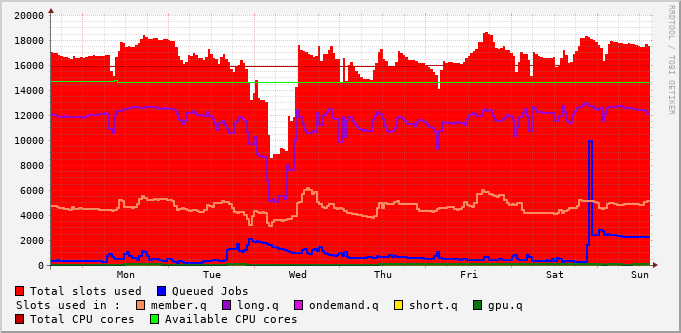 20000
18000
16000
14000
12000
10000
8000
6000
4000
2000
0
Mon Tue Wed Thu Fri Sat Sun
RRDTOOL / TOBI OETIKER
Total slots used Queued Jobs
Slots used in : member.q long.q ondemand.q short.q gpu.q
Total CPU cores Available CPU cores